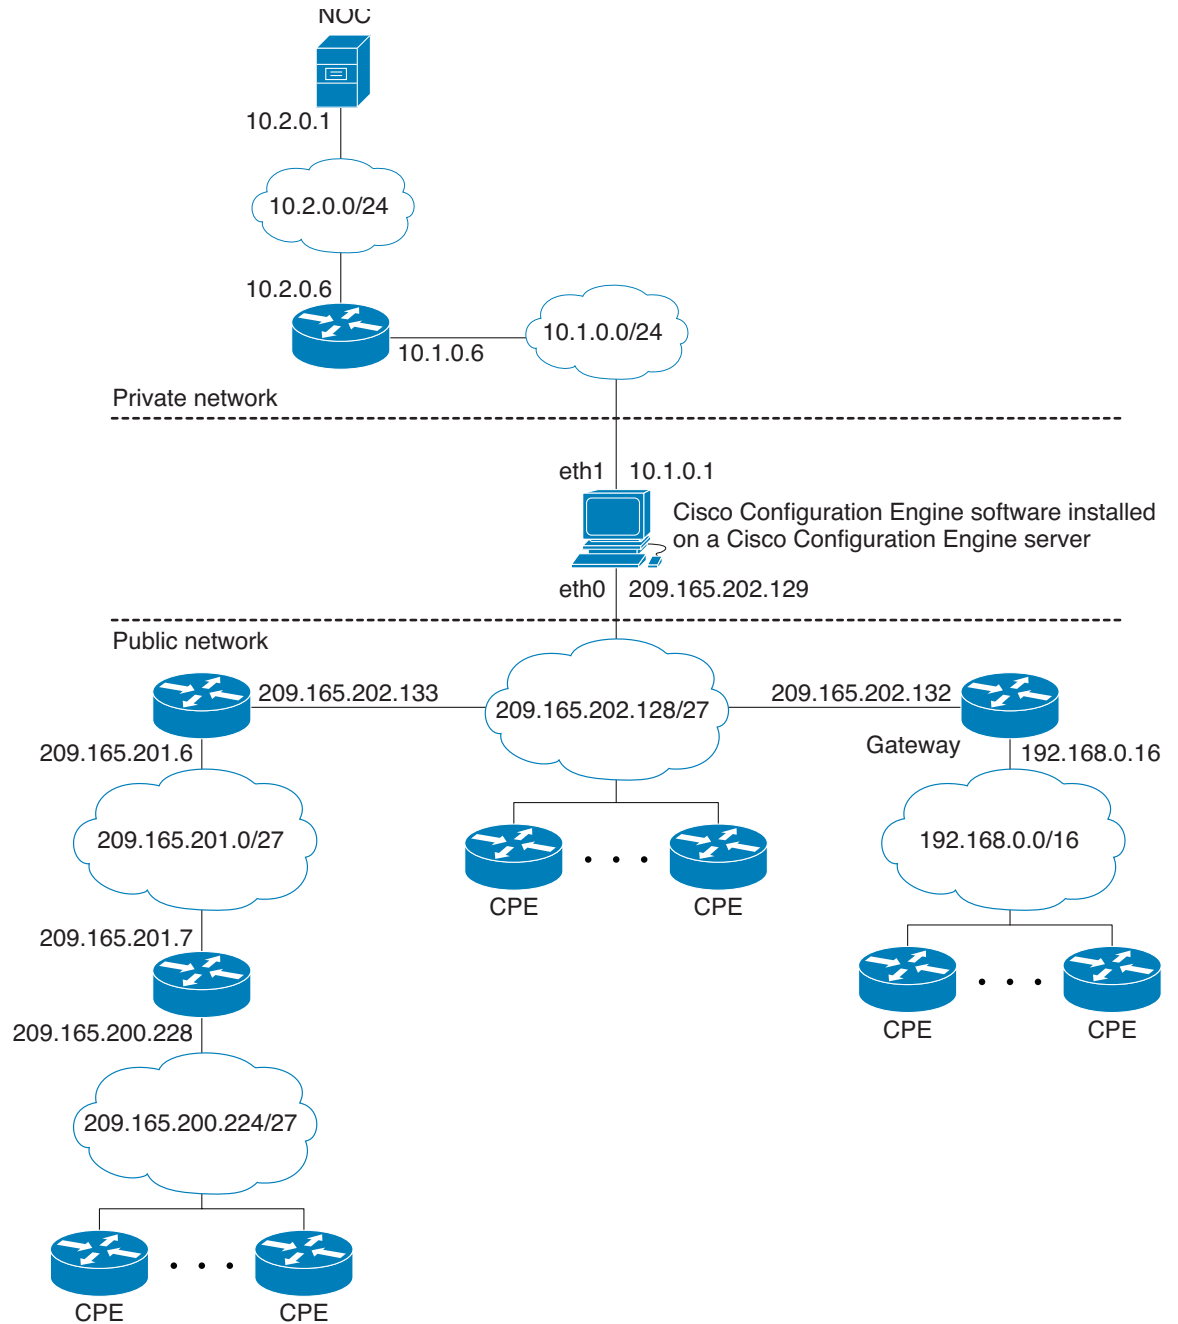 NOC
10.2.0.1
10.2.0.0/24
10.2.0.6
10.1.0.6
10.1.0.0/24
Private network
eth1 10.1.0.1
Cisco Configuration Engine software installed
on a Cisco Configuration Engine server
eth0 209.165.202.129
Public network
209.165.202.133
209.165.202.128/27
209.165.202.132
Gateway
209.165.201.6
192.168.0.16
209.165.201.0/27
192.168.0.0/16
CPE
CPE
209.165.201.7
CPE
CPE
209.165.200.228
209.165.200.224/27
CPE
CPE